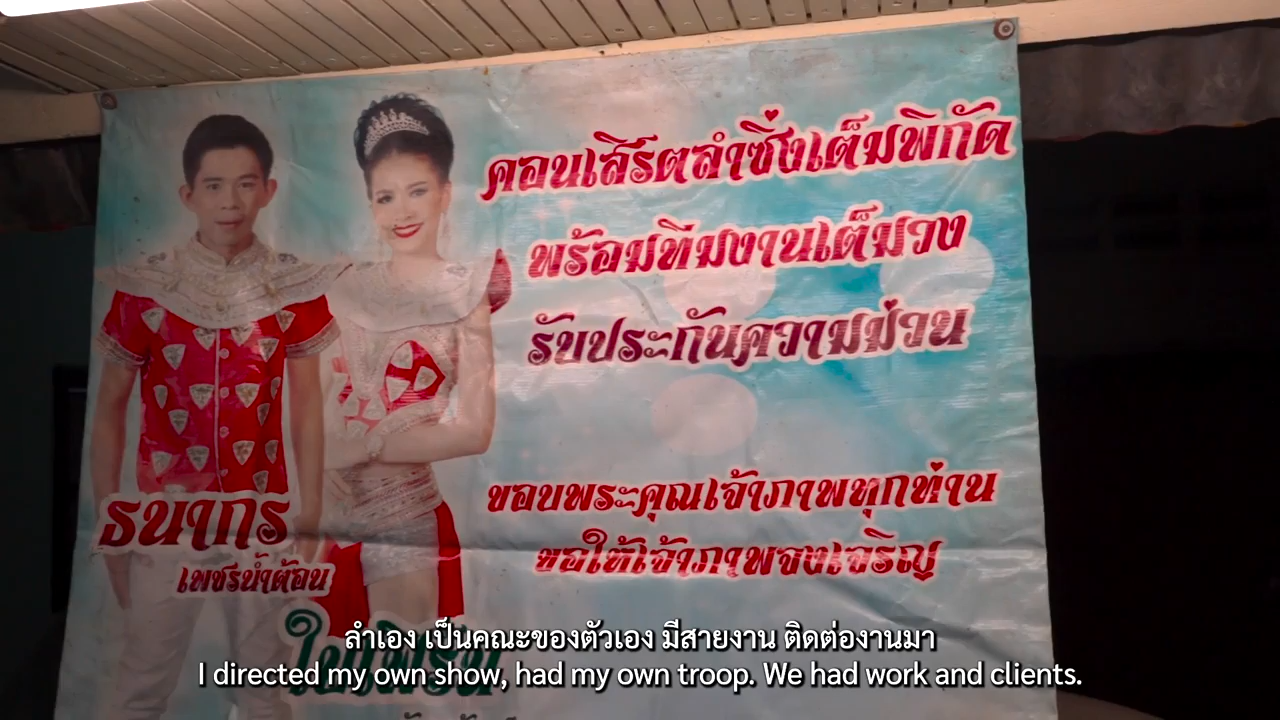 คอนเสิร์ตลำซิ่งเต็มพิกัด
พร้อมทีมงานเต็มวง
รับประกันความม่วน
ขอบพระคุณเจ้าภาพทุกท่าน
ขอให้เจ้าภาพจงเจริญ
ธนากร
เพชรน้ำต้อน
ลำเอง เป็นคณะของตัวเอง มีสายงาน ติดต่องานมา
I directed my own show, had my own troop. We had work and clients.